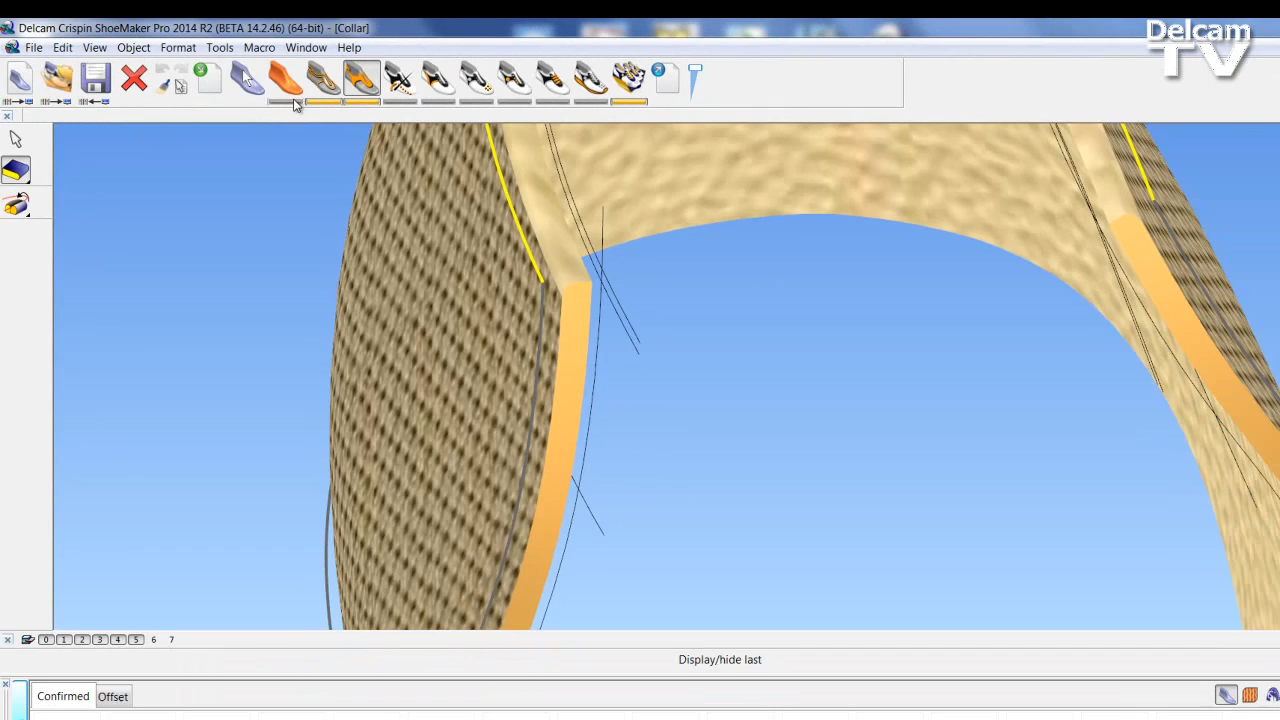 Delcam Crispin ShoeMaker Pro 2014 R2 (BETA 14.2.46) (64-bit) - [Collar]
File Edit View Object Format Tools Macro Window Help
Delcam
TV
0 1 2 3 4 5 6 7
Display/hide last
Confirmed Offset